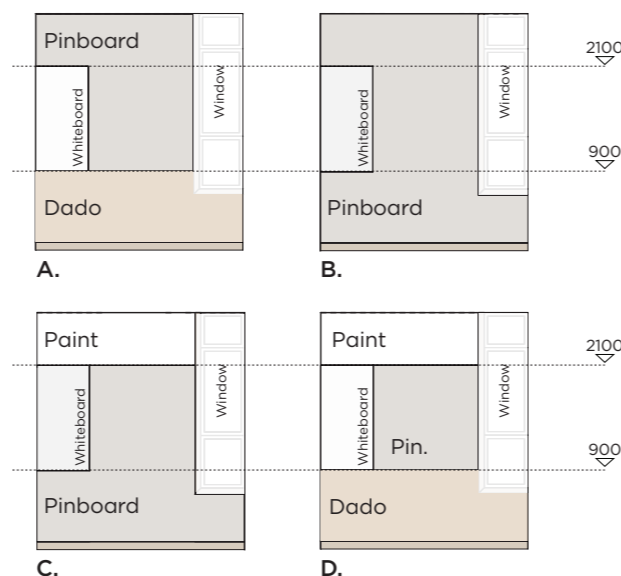 Pinboard
Whiteboard
Window
Dado
A.
Whiteboard
Window
Pinboard
B.
2100
900
Paint
Whiteboard
Window
Pinboard
C.
Paint
Whiteboard
Pin.
Window
Dado
D.
2100
900